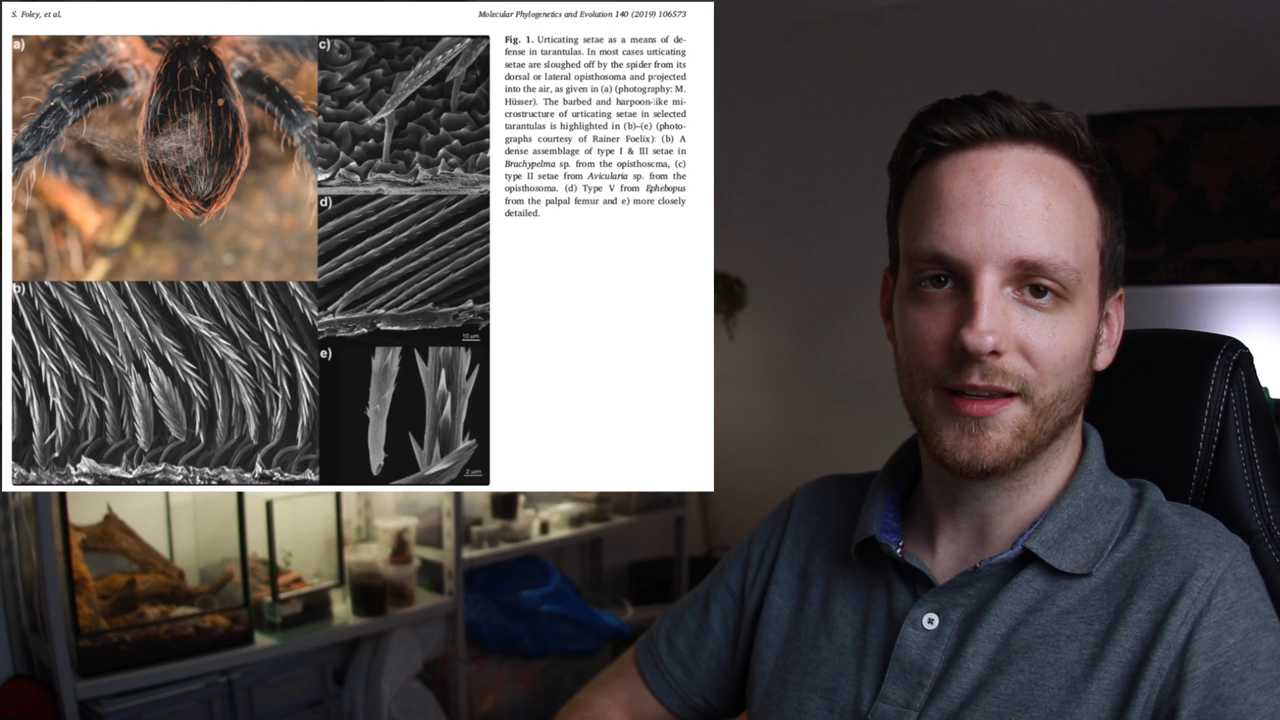 S. Foley, et al.
Molecular Phylogenetics and Evolution 140 (2019) 106573
a)
c)
d)
10 µm
b)
e)
2 µm
Fig. 1. Urticating setae as a means of de-
fense in tarantulas. In most cases urticating
setae are sloughed off by the spider from its
dorsal or lateral opisthosoma and projected
into the air, as given in (a) (photography: M.
Hüsser). The barbed and harpoon-like mi-
crostructure of urticating setae in selected
tarantulas is highlighted in (b)–(e) (photo-
graphs courtesy of Rainer Foelix): (b) A
dense assemblage of type I & III setae in
Brachypelma sp. from the opisthosoma, (c)
type II setae from Avicularia sp. from the
opisthosoma. (d) Type V from Ephebopus
from the palpal femur and e) more closely
detailed.